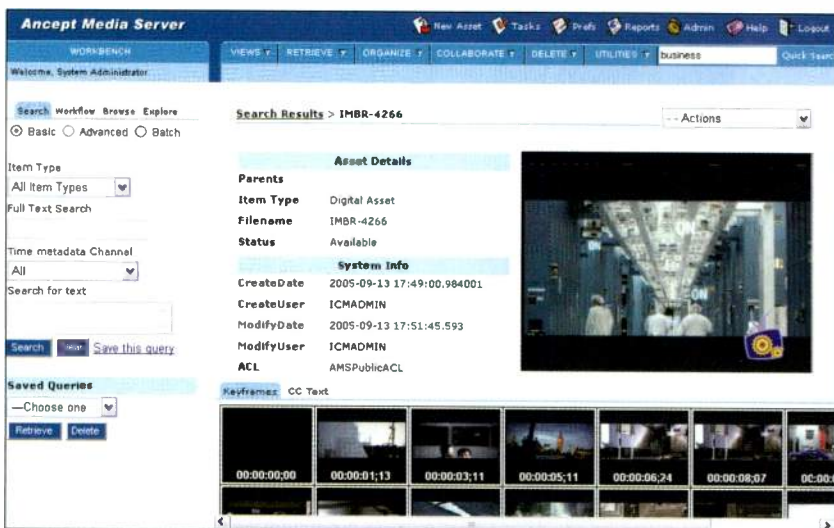 Ancept Media Server
New Asset Tasks Prefs Reports Admin Help Logout
WORKBENCH
VIEWS RETRIEVE ORGANIZE COLLABORATE DELETE UTILITIES business Quick Search
Welcome, System Administrator
Search Workflow Browse Explore
Search Results > IMBR-4266
-- Actions
Basic Advanced Batch
Asset Details
Parents
Item Type
Item Type Digital Asset
All Item Types
Full Text Search
Filename IMBR-4266
Status Available
Time metadata Channel
System Info
All
CreateDate 2005-09-13 17:49:00.984001
Search for text
CreateUser ICMADMIN
ModifyDate 2005-09-13 17:51:45.593
ModifyUser ICMADMIN
Search Save this query
ACL AMSPublicACL
Saved Queries
Keyframes CC Text
—Choose one
Retrieve Delete
ON
ON
00:00:00;00 00:00:01;13 00:00:03;11 00:00:05;11 00:00:06;24 00:00:08;07